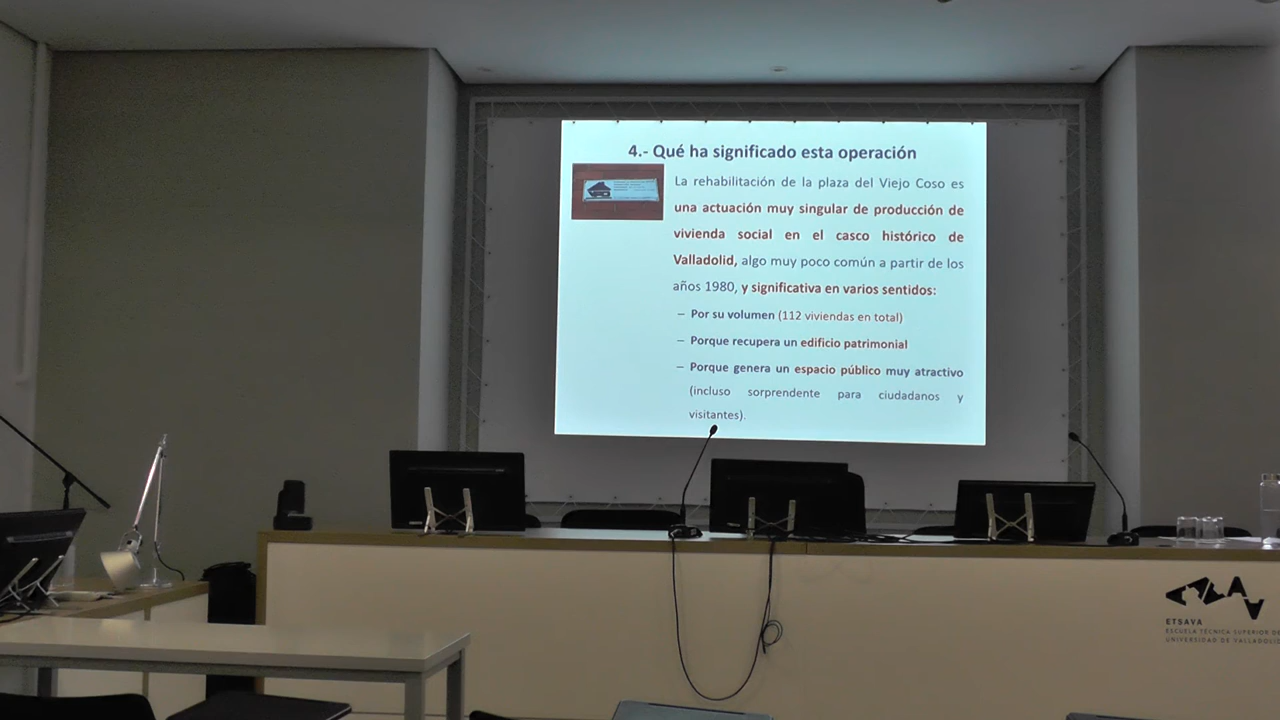 4.- Qué ha significado esta operación
La rehabilitación de la plaza del Viejo Coso es
una actuación muy singular de producción de
vivienda social en el casco histórico de
Valladolid, algo muy poco común a partir de los
años 1980, y significativa en varios sentidos:
– Por su volumen (112 viviendas en total)
– Porque recupera un edificio patrimonial
– Porque genera un espacio público muy atractivo
(incluso sorprendente para ciudadanos y
visitantes).
ETSAVA
ESCUELA TÉCNICA SUPERIOR DE
UNIVERSIDAD DE VALLADOLID